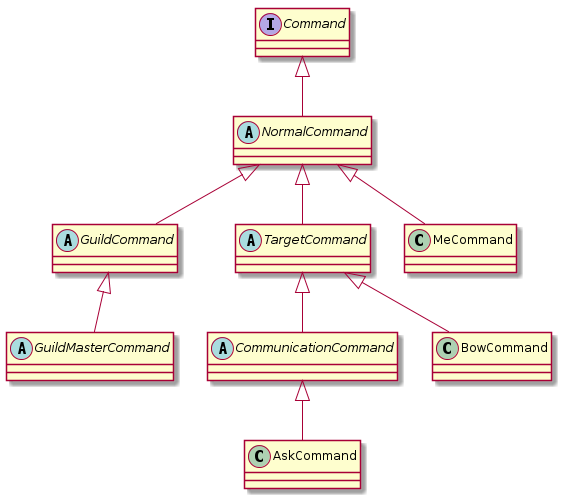 I Command
A NormalCommand
A GuildCommand
A TargetCommand
C MeCommand
A GuildMasterCommand
A CommunicationCommand
C BowCommand
C AskCommand